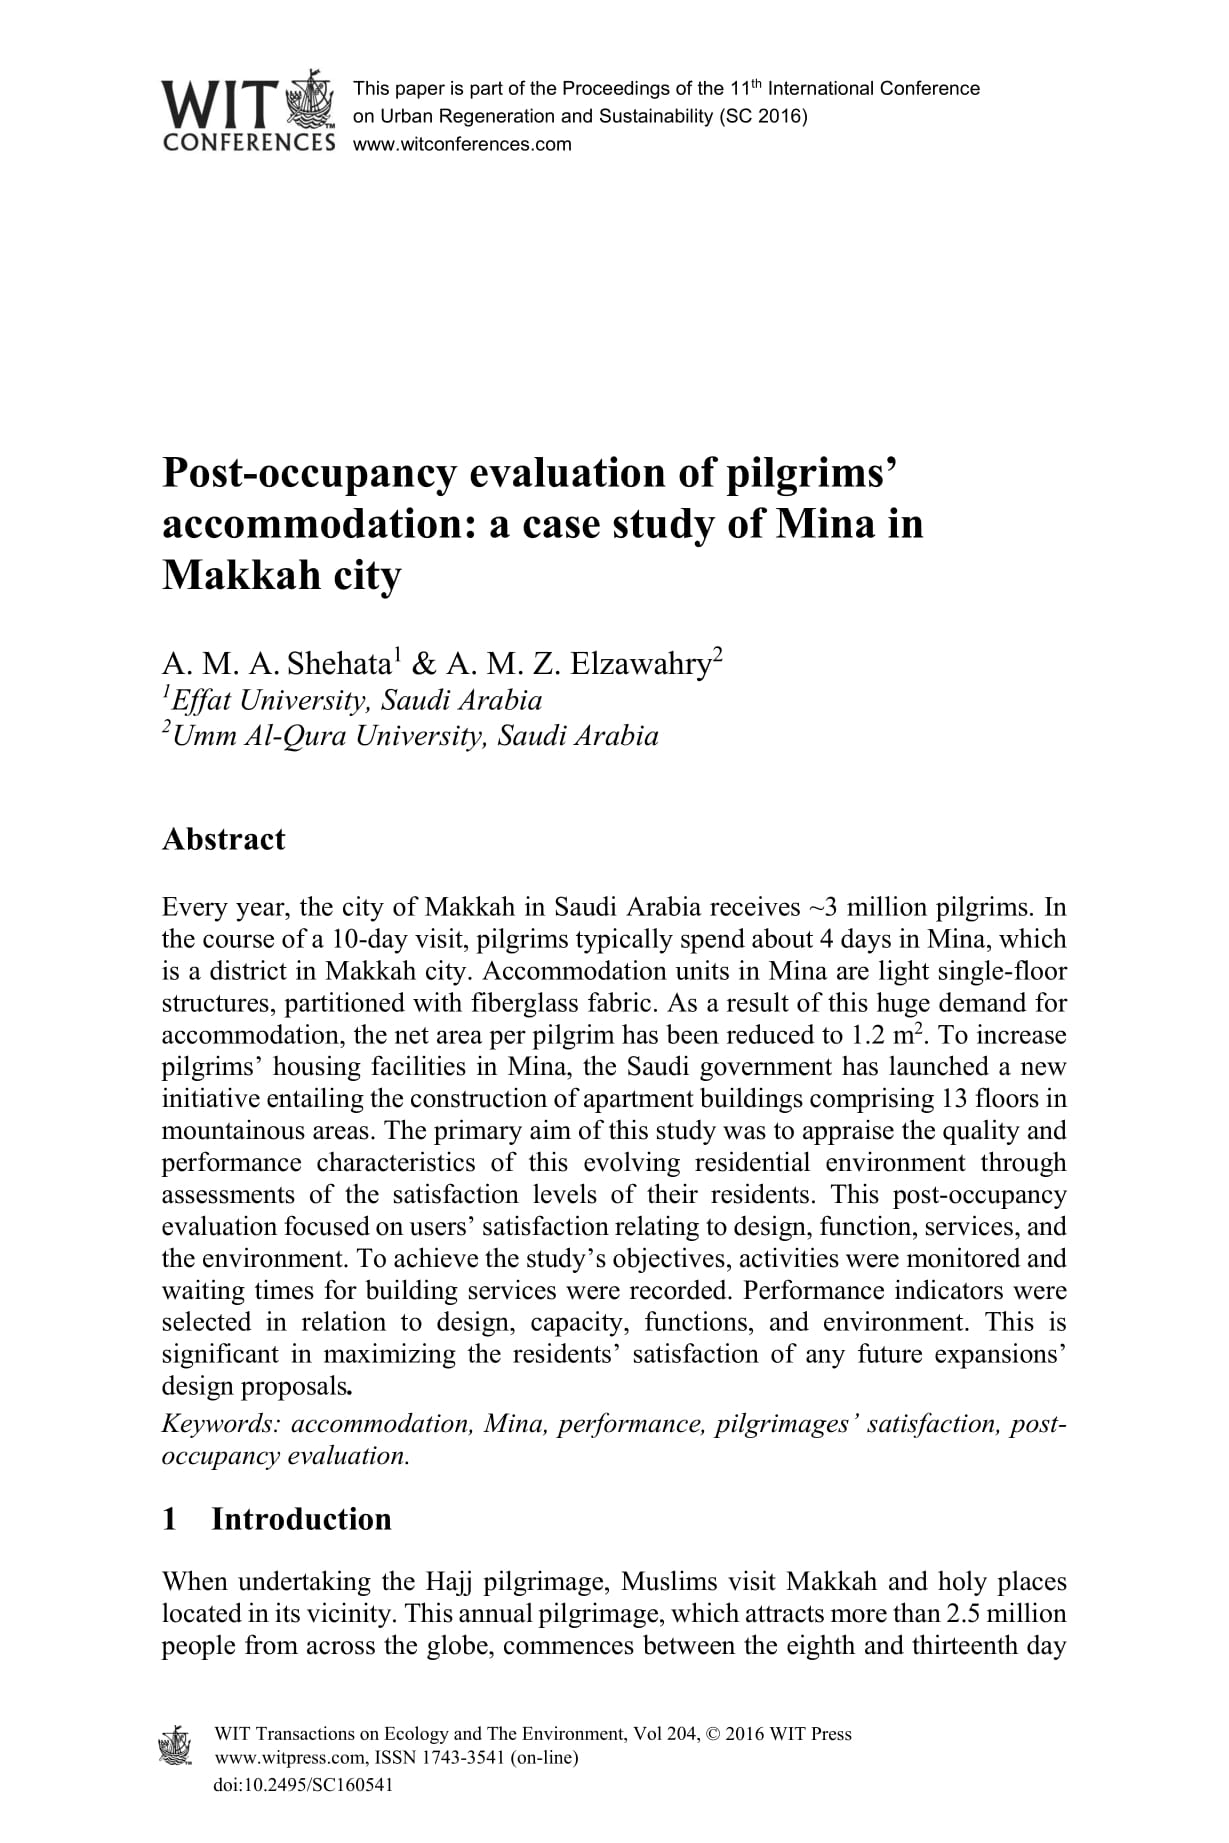 WIT
CONFERENCES
This paper is part of the Proceedings of the 11th International Conference
on Urban Regeneration and Sustainability (SC 2016)
www.witconferences.com
Post-occupancy evaluation of pilgrims’
accommodation: a case study of Mina in
Makkah city
A. M. A. Shehata1 & A. M. Z. Elzawahry2
1Effat University, Saudi Arabia
2Umm Al-Qura University, Saudi Arabia
Abstract
Every year, the city of Makkah in Saudi Arabia receives ~3 million pilgrims. In
the course of a 10-day visit, pilgrims typically spend about 4 days in Mina, which
is a district in Makkah city. Accommodation units in Mina are light single-floor
structures, partitioned with fiberglass fabric. As a result of this huge demand for
accommodation, the net area per pilgrim has been reduced to 1.2 m2. To increase
pilgrims’ housing facilities in Mina, the Saudi government has launched a new
initiative entailing the construction of apartment buildings comprising 13 floors in
mountainous areas. The primary aim of this study was to appraise the quality and
performance characteristics of this evolving residential environment through
assessments of the satisfaction levels of their residents. This post-occupancy
evaluation focused on users’ satisfaction relating to design, function, services, and
the environment. To achieve the study’s objectives, activities were monitored and
waiting times for building services were recorded. Performance indicators were
selected in relation to design, capacity, functions, and environment. This is
significant in maximizing the residents’ satisfaction of any future expansions’
design proposals.
Keywords: accommodation, Mina, performance, pilgrimages’ satisfaction, post-
occupancy evaluation.
1 Introduction
When undertaking the Hajj pilgrimage, Muslims visit Makkah and holy places
located in its vicinity. This annual pilgrimage, which attracts more than 2.5 million
people from across the globe, commences between the eighth and thirteenth day
WIT Transactions on Ecology and The Environment, Vol 204, © 2016 WIT Press
www.witpress.com, ISSN 1743-3541 (on-line)
doi:10.2495/SC160541